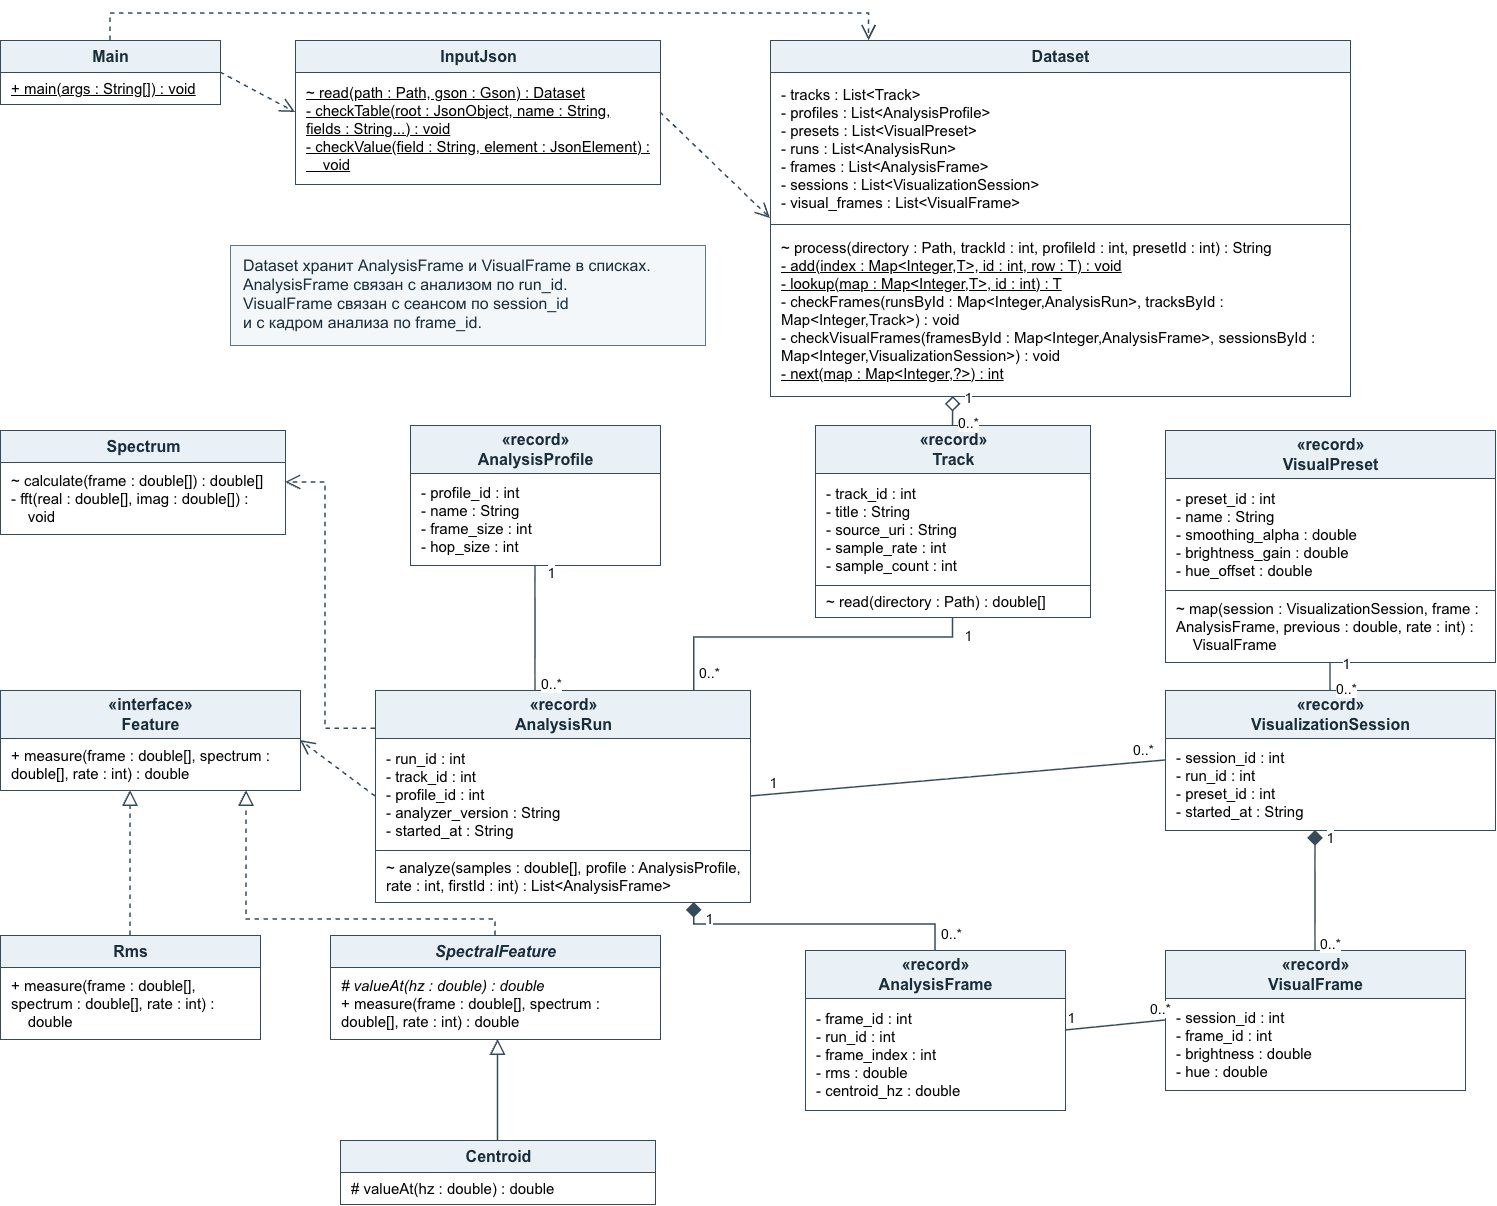 Main
+ main(args : String[]) : void
InputJson
~ read(path : Path, gson : Gson) : Dataset
- checkTable(root : JsonObject, name : String,
fields : String...) : void
- checkValue(field : String, element : JsonElement) :
void
Dataset
- tracks : List<Track>
- profiles : List<AnalysisProfile>
- presets : List<VisualPreset>
- runs : List<AnalysisRun>
- frames : List<AnalysisFrame>
- sessions : List<VisualizationSession>
- visual_frames : List<VisualFrame>
~ process(directory : Path, trackId : int, profileId : int, presetId : int) : String
- add(index : Map<Integer,T>, id : int, row : T) : void
- lookup(map : Map<Integer,T>, id : int) : T
- checkFrames(runsById : Map<Integer,AnalysisRun>, tracksById :
Map<Integer,Track>) : void
- checkVisualFrames(framesById : Map<Integer,AnalysisFrame>, sessionsById :
Map<Integer,VisualizationSession>) : void
- next(map : Map<Integer,?>) : int
Dataset хранит AnalysisFrame и VisualFrame в списках.
AnalysisFrame связан с анализом по run_id.
VisualFrame связан с сеансом по session_id
и с кадром анализа по frame_id.
1
0..*
Spectrum
~ calculate(frame : double[]) : double[]
- fft(real : double[], imag : double[]) :
void
«record»
AnalysisProfile
- profile_id : int
- name : String
- frame_size : int
- hop_size : int
1
0..*
«record»
Track
- track_id : int
- title : String
- source_uri : String
- sample_rate : int
- sample_count : int
~ read(directory : Path) : double[]
1
0..*
«record»
VisualPreset
- preset_id : int
- name : String
- smoothing_alpha : double
- brightness_gain : double
- hue_offset : double
~ map(session : VisualizationSession, frame :
AnalysisFrame, previous : double, rate : int) :
VisualFrame
1
0..*
«interface»
Feature
+ measure(frame : double[], spectrum :
double[], rate : int) : double
«record»
AnalysisRun
- run_id : int
- track_id : int
- profile_id : int
- analyzer_version : String
- started_at : String
~ analyze(samples : double[], profile : AnalysisProfile,
rate : int, firstId : int) : List<AnalysisFrame>
1
0..*
«record»
VisualizationSession
- session_id : int
- run_id : int
- preset_id : int
- started_at : String
1
0..*
1
0..*
Rms
+ measure(frame : double[],
spectrum : double[], rate : int) :
double
SpectralFeature
# valueAt(hz : double) : double
+ measure(frame : double[], spectrum :
double[], rate : int) : double
«record»
AnalysisFrame
- frame_id : int
- run_id : int
- frame_index : int
- rms : double
- centroid_hz : double
1
0..*
«record»
VisualFrame
- session_id : int
- frame_id : int
- brightness : double
- hue : double
Centroid
# valueAt(hz : double) : double